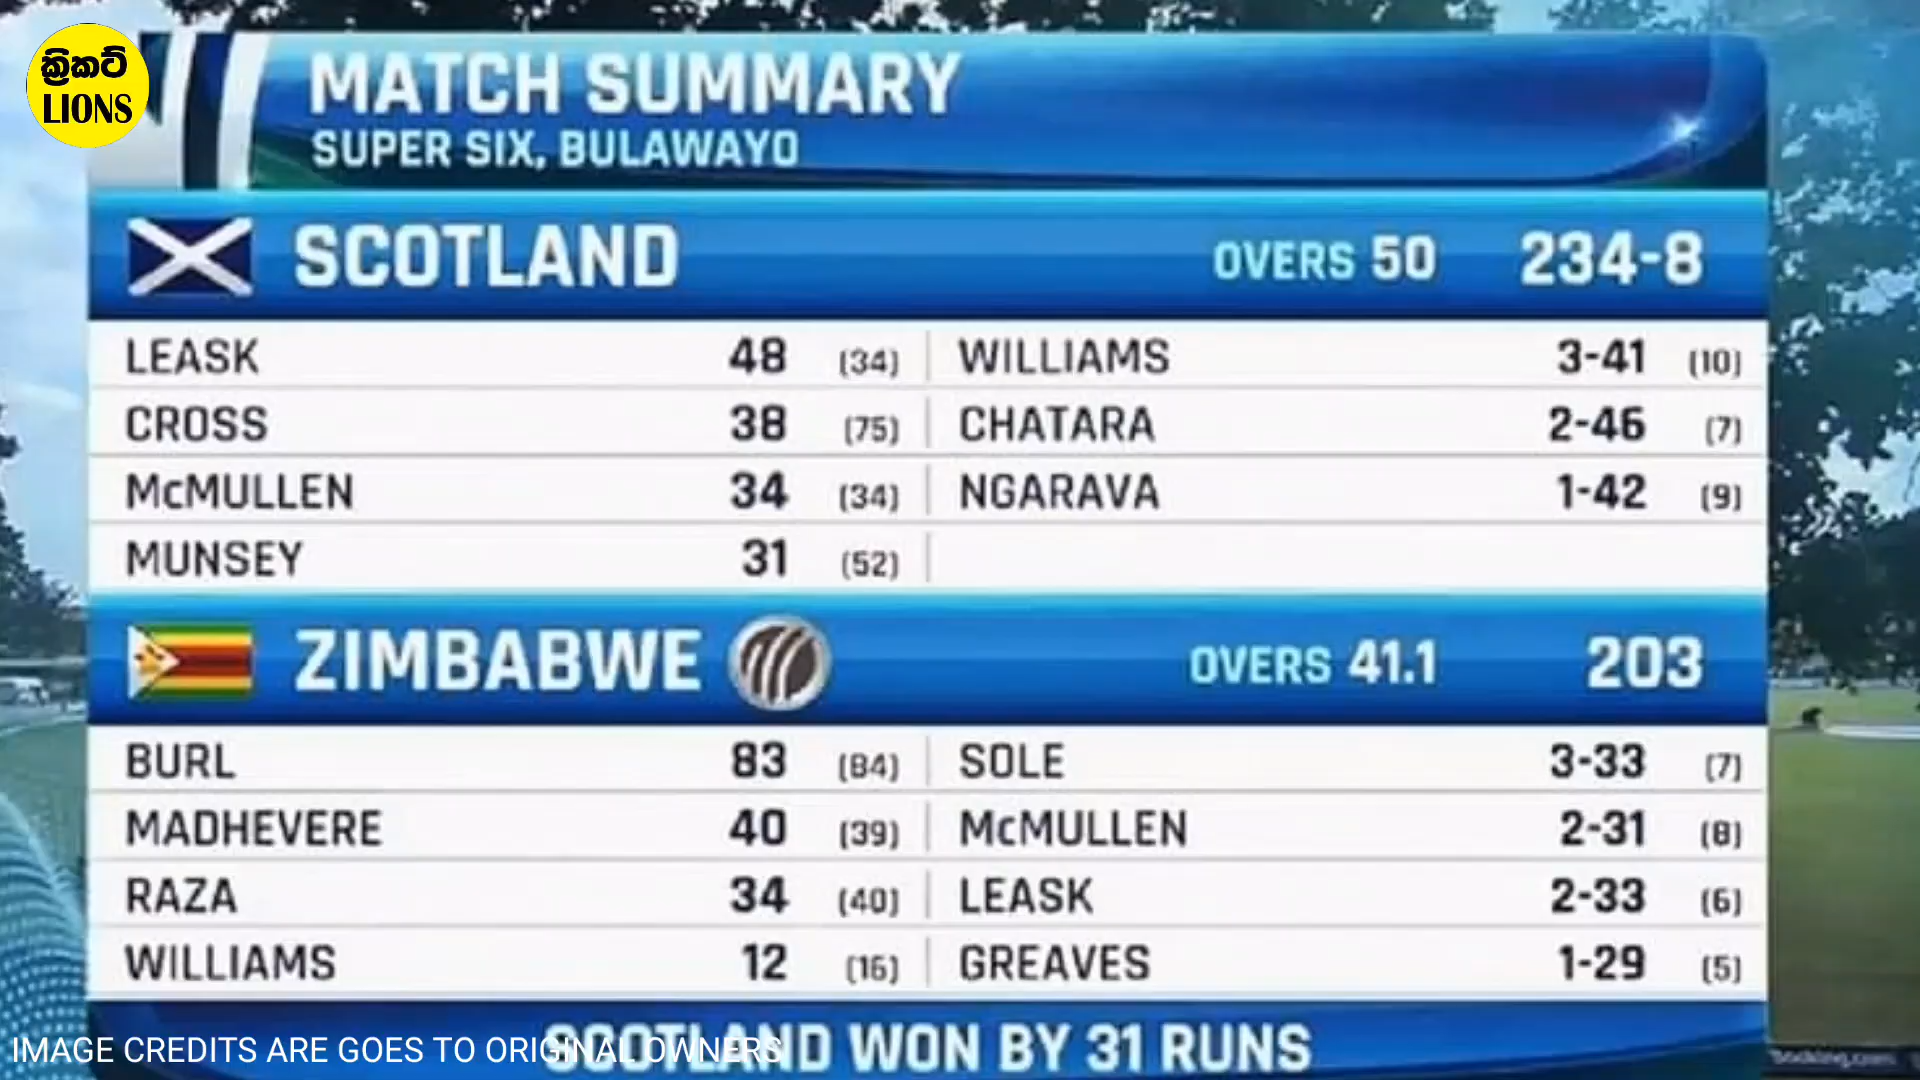 ක්‍රිකට්
LIONS
MATCH SUMMARY
SUPER SIX, BULAWAYO
SCOTLAND OVERS 50 234-8
LEASK 48 (34) WILLIAMS 3-41 (10)
CROSS 38 (75) CHATARA 2-46 (7)
McMULLEN 34 (34) NGARAVA 1-42 (9)
MUNSEY 31 (52)
ZIMBABWE OVERS 41.1 203
BURL 83 (84) SOLE 3-33 (7)
MADHEVERE 40 (39) McMULLEN 2-31 (8)
RAZA 34 (40) LEASK 2-33 (6)
WILLIAMS 12 (16) GREAVES 1-29 (5)
SCOTLAND WON BY 31 RUNS
IMAGE CREDITS ARE GOES TO ORIGINAL OWNERS
Booking.com